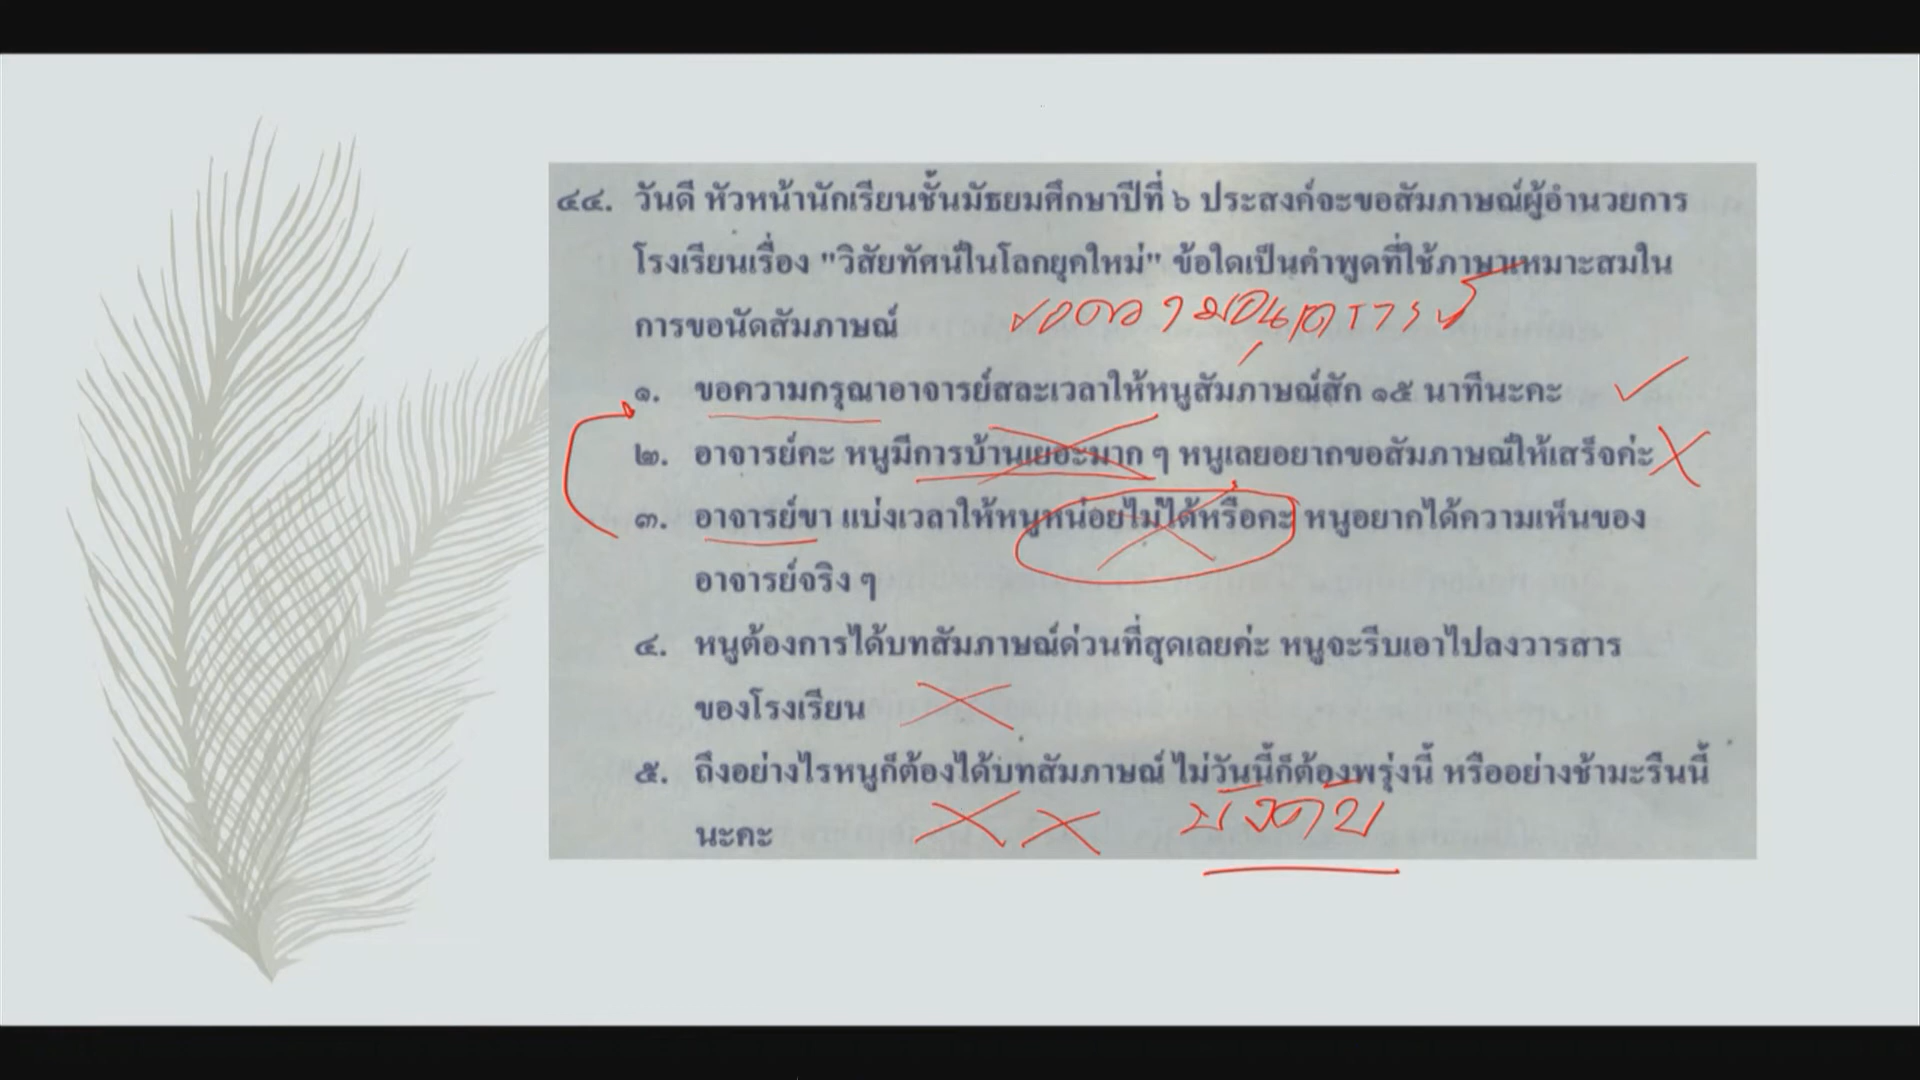 ๔๔. วันดี หัวหน้านักเรียนชั้นมัธยมศึกษาปีที่ ๖ ประสงค์จะขอสัมภาษณ์ผู้อำนวยการ
โรงเรียนเรื่อง "วิสัยทัศน์ในโลกยุคใหม่" ข้อใดเป็นคำพูดที่ใช้ภาษาเหมาะสมใน
การขอนัดสัมภาษณ์
ขอความอนุเคราะห์
๑. ขอความกรุณาอาจารย์สละเวลาให้หนูสัมภาษณ์สัก ๑๕ นาทีนะคะ
๒. อาจารย์คะ หนูมีการบ้านเยอะมาก ๆ หนูเลยอยากขอสัมภาษณ์ให้เสร็จค่ะ
๓. อาจารย์ขา แบ่งเวลาให้หนูหน่อยไม่ได้หรือคะ หนูอยากได้ความเห็นของ
อาจารย์จริง ๆ
๔. หนูต้องการได้บทสัมภาษณ์ด่วนที่สุดเลยค่ะ หนูจะรีบเอาไปลงวารสาร
ของโรงเรียน
๕. ถึงอย่างไรหนูก็ต้องได้บทสัมภาษณ์ ไม่วันนี้ก็ต้องพรุ่งนี้ หรืออย่างช้ามะรืนนี้
นะคะ
บังคับ